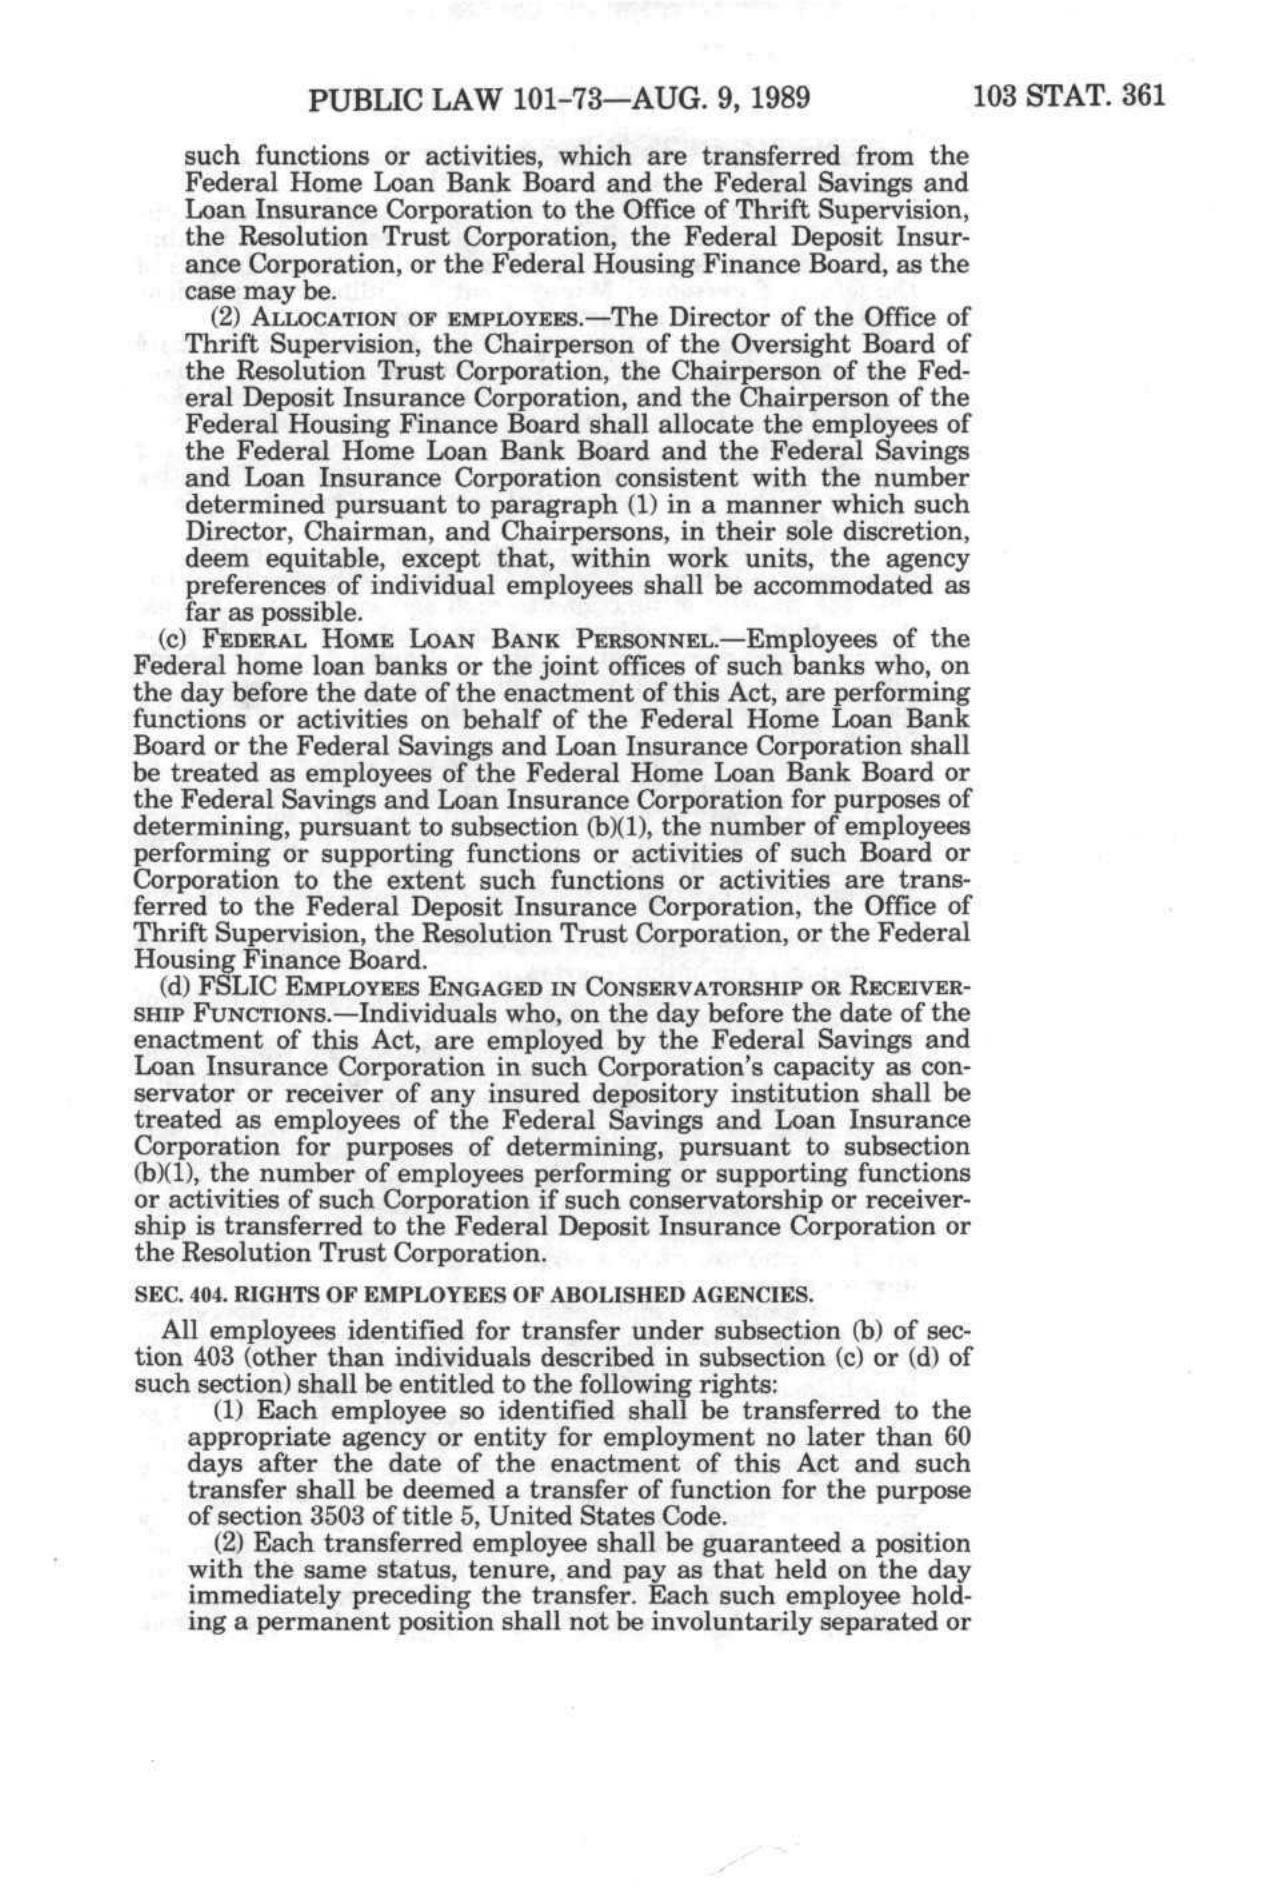 PUBLIC LAW 101-73—AUG. 9, 1989 103 STAT. 361
such functions or activities, which are transferred from the
Federal Home Loan Bank Board and the Federal Savings and
Loan Insurance Corporation to the Office of Thrift Supervision,
the Resolution Trust Corporation, the Federal Deposit Insur-
ance Corporation, or the Federal Housing Finance Board, as the
case may be.
(2) ALLOCATION OF EMPLOYEES.—The Director of the Office of
Thrift Supervision, the Chairperson of the Oversight Board of
the Resolution Trust Corporation, the Chairperson of the Fed-
eral Deposit Insurance Corporation, and the Chairperson of the
Federal Housing Finance Board shall allocate the employees of
the Federal Home Loan Bank Board and the Federal Savings
and Loan Insurance Corporation consistent with the number
determined pursuant to paragraph (1) in a manner which such
Director, Chairman, and Chairpersons, in their sole discretion,
deem equitable, except that, within work units, the agency
preferences of individual employees shall be accommodated as
far as possible.
(c) FEDERAL HOME LOAN BANK PERSONNEL.—Employees of the
Federal home loan banks or the joint offices of such banks who, on
the day before the date of the enactment of this Act, are performing
functions or activities on behalf of the Federal Home Loan Bank
Board or the Federal Savings and Loan Insurance Corporation shall
be treated as employees of the Federal Home Loan Bank Board or
the Federal Savings and Loan Insurance Corporation for purposes of
determining, pursuant to subsection (b)(1), the number of employees
performing or supporting functions or activities of such Board or
Corporation to the extent such functions or activities are trans-
ferred to the Federal Deposit Insurance Corporation, the Office of
Thrift Supervision, the Resolution Trust Corporation, or the Federal
Housing Finance Board.
(d) FSLIC EMPLOYEES ENGAGED IN CONSERVATORSHIP OR RECEIVER-
SHIP FUNCTIONS.—Individuals who, on the day before the date of the
enactment of this Act, are employed by the Federal Savings and
Loan Insurance Corporation in such Corporation's capacity as con-
servator or receiver of any insured depository institution shall be
treated as employees of the Federal Savings and Loan Insurance
Corporation for purposes of determining, pursuant to subsection
(b)(1), the number of employees performing or supporting functions
or activities of such Corporation if such conservatorship or receiver-
ship is transferred to the Federal Deposit Insurance Corporation or
the Resolution Trust Corporation.
SEC. 404. RIGHTS OF EMPLOYEES OF ABOLISHED AGENCIES.
All employees identified for transfer under subsection (b) of sec-
tion 403 (other than individuals described in subsection (c) or (d) of
such section) shall be entitled to the following rights:
(1) Each employee so identified shall be transferred to the
appropriate agency or entity for employment no later than 60
days after the date of the enactment of this Act and such
transfer shall be deemed a transfer of function for the purpose
of section 3503 of title 5, United States Code.
(2) Each transferred employee shall be guaranteed a position
with the same status, tenure, and pay as that held on the day
immediately preceding the transfer. Each such employee hold-
ing a permanent position shall not be involuntarily separated or